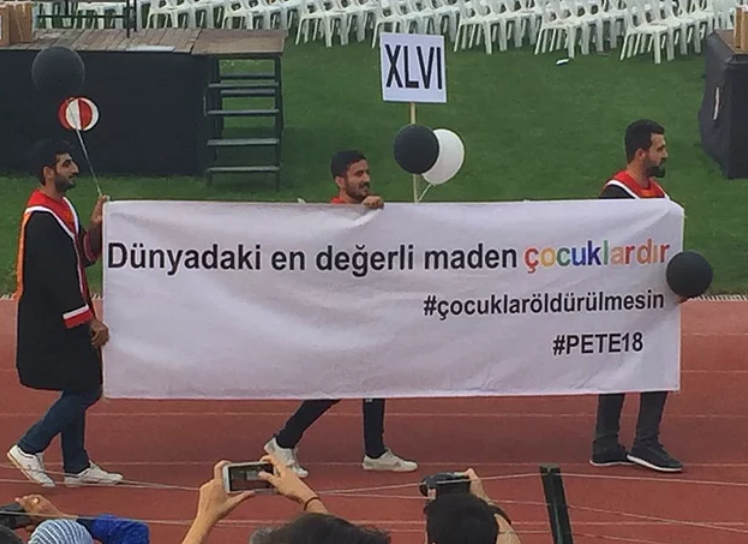 XLVI
Dünyadaki en değerli maden çocuklardır
#çocuklaröldürülmesin
#PETE18